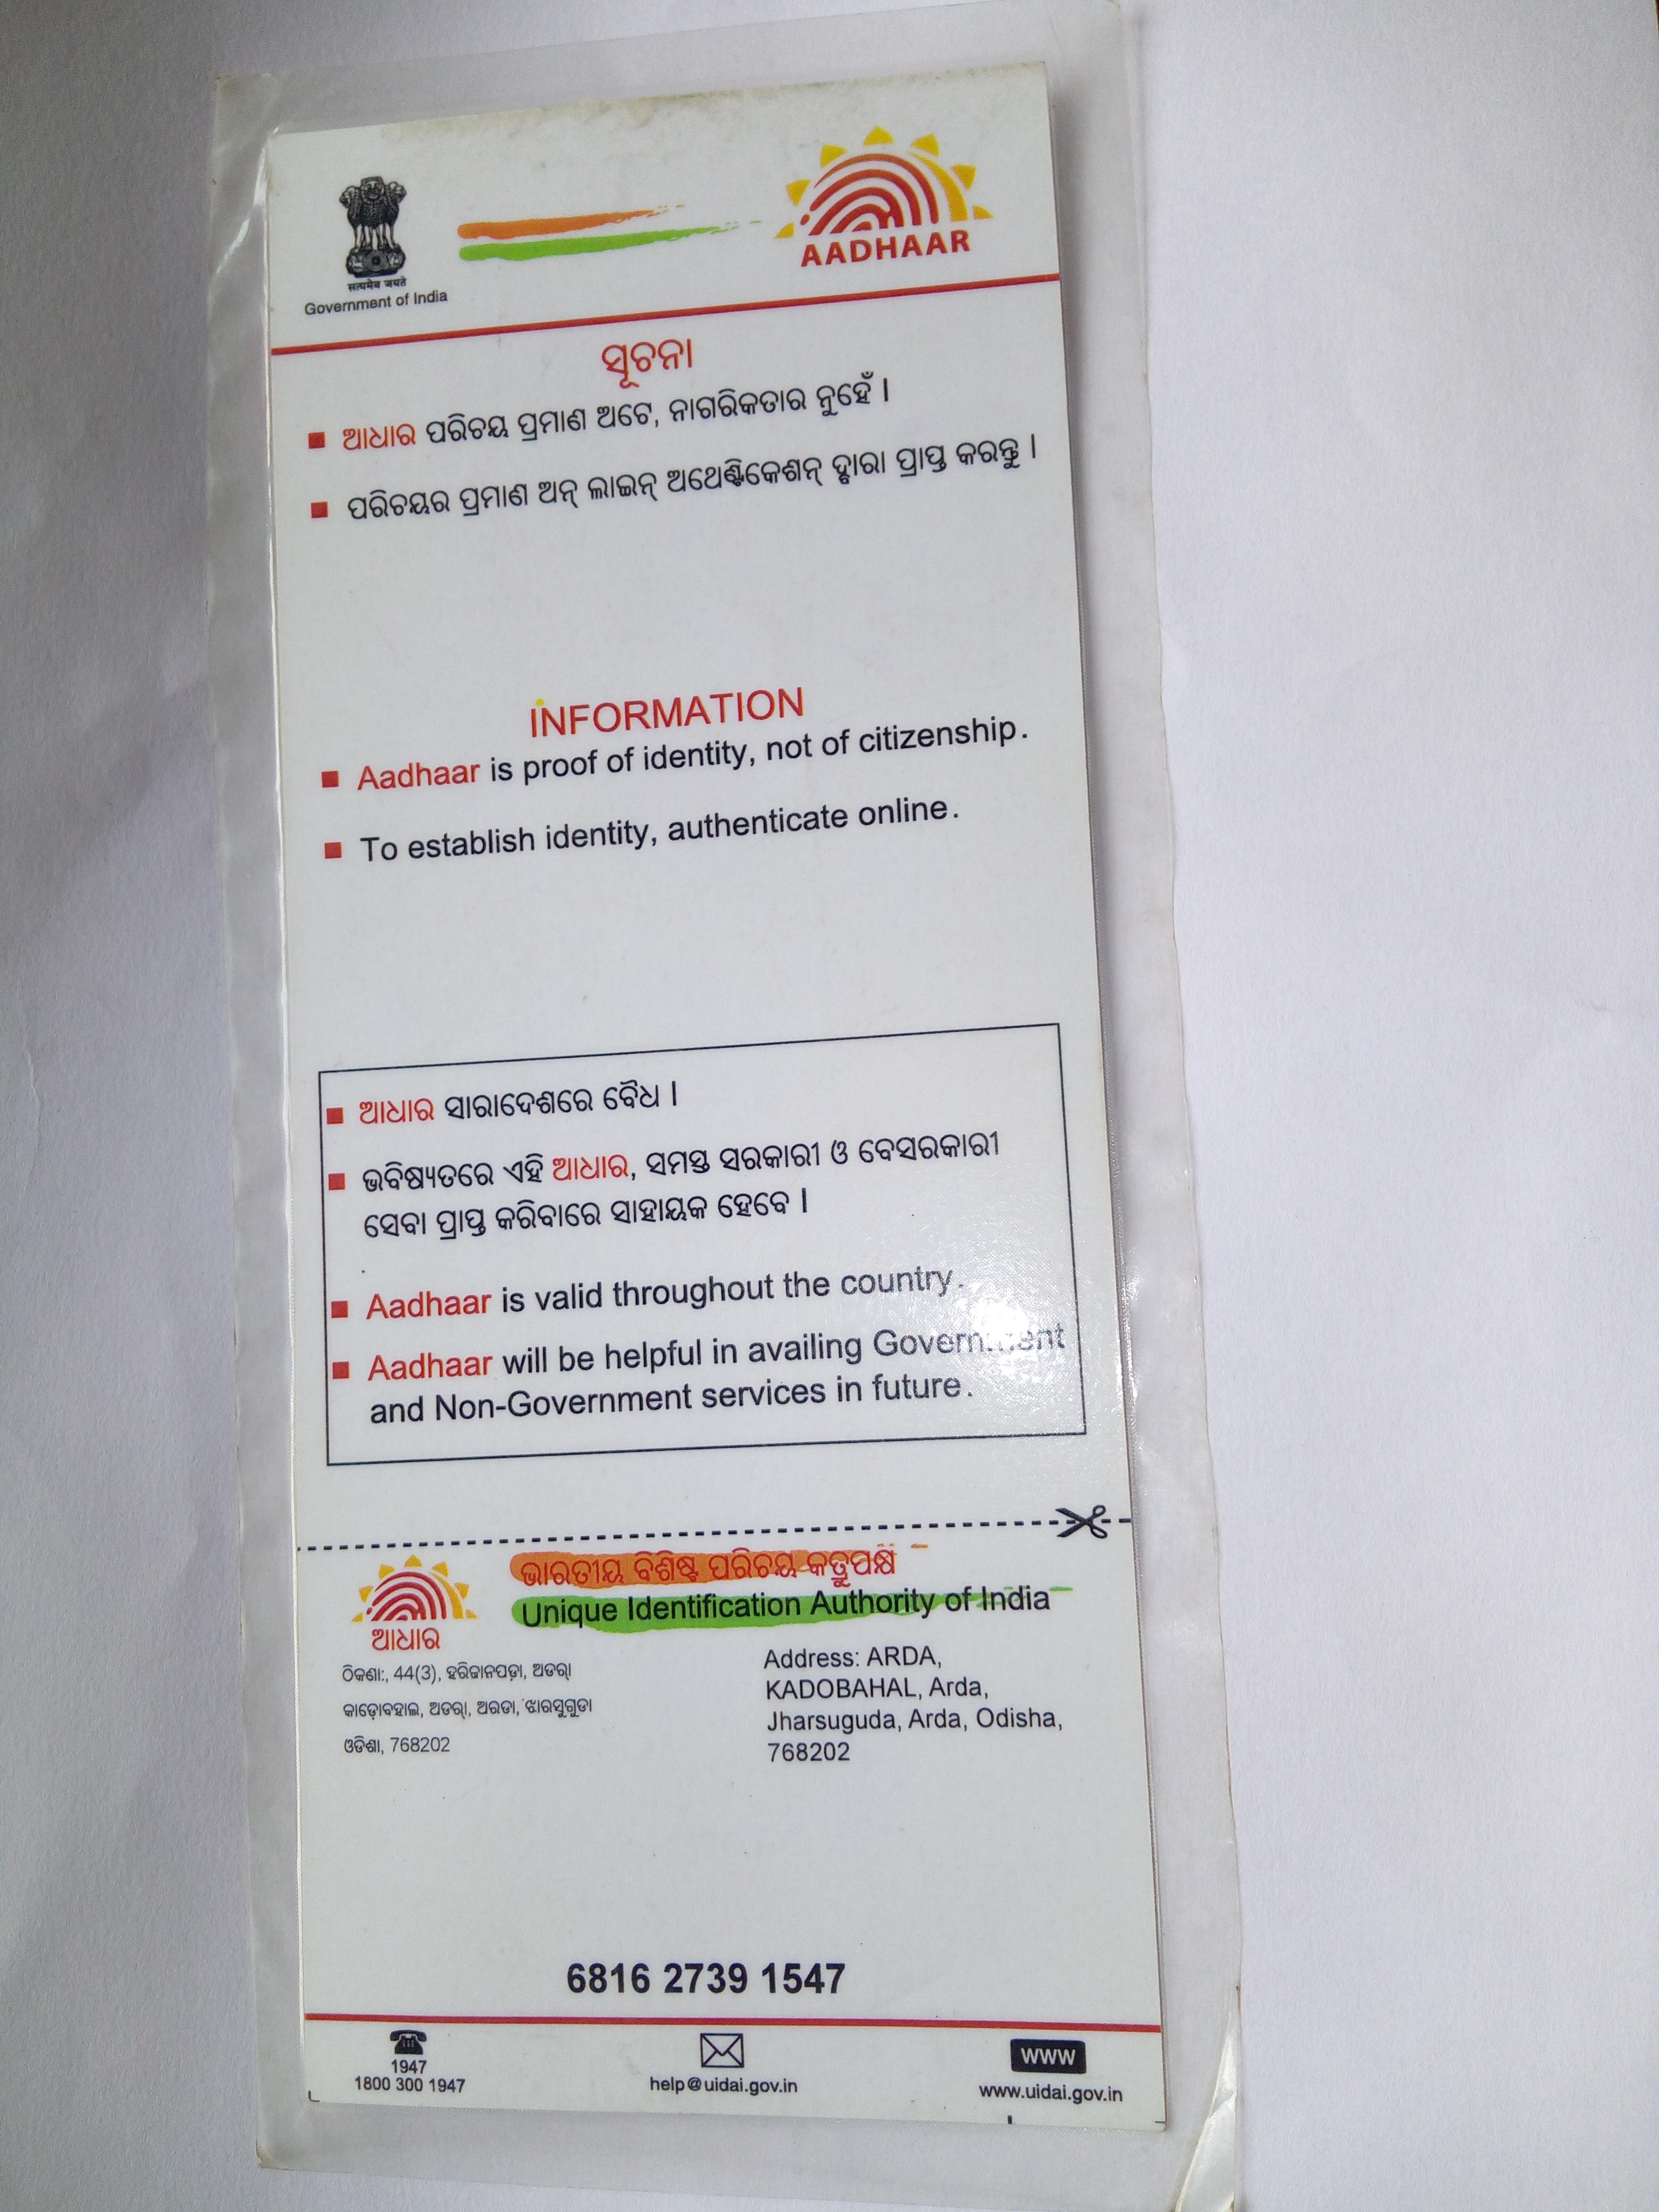 सत्यमेव जयते
Government of India
AADHAAR
ସୂଚନା
■ ଆଧାର ପରିଚୟ ପ୍ରମାଣ ଅଟେ, ନାଗରିକତାର ନୁହେଁ ।
■ ପରିଚୟର ପ୍ରମାଣ ଅନ୍ ଲାଇନ୍ ଅଥେଣ୍ଟିକେଶନ୍ ଦ୍ବାରା ପ୍ରାପ୍ତ କରନ୍ତୁ ।
INFORMATION
■ Aadhaar is proof of identity, not of citizenship.
■ To establish identity, authenticate online.
■ ଆଧାର ସାରାଦେଶରେ ବୈଧ ।
■ ଭବିଷ୍ୟତରେ ଏହି ଆଧାର, ସମସ୍ତ ସରକାରୀ ଓ ବେସରକାରୀ
ସେବା ପ୍ରାପ୍ତ କରିବାରେ ସାହାୟକ ହେବେ ।
■ Aadhaar is valid throughout the country.
■ Aadhaar will be helpful in availing Government
and Non-Government services in future.
ଭାରତୀୟ ବିଶିଷ୍ଟ ପରିଚୟ କର୍ତ୍ତୁପକ୍ଷ
Unique Identification Authority of India
ଆଧାର
ଠିକଣା:, 44(3), ହରିଜାନପଡ଼ା, ଅଡର୍ା
କାଡ଼ୋବହାଲ, ଅଡର୍ା, ଅରଡା, ଝାରସୁଗୁଡା
ଓଡିଶା, 768202
Address: ARDA,
KADOBAHAL, Arda,
Jharsuguda, Arda, Odisha,
768202
6816 2739 1547
1947
1800 300 1947
help@uidai.gov.in
WWW
www.uidai.gov.in